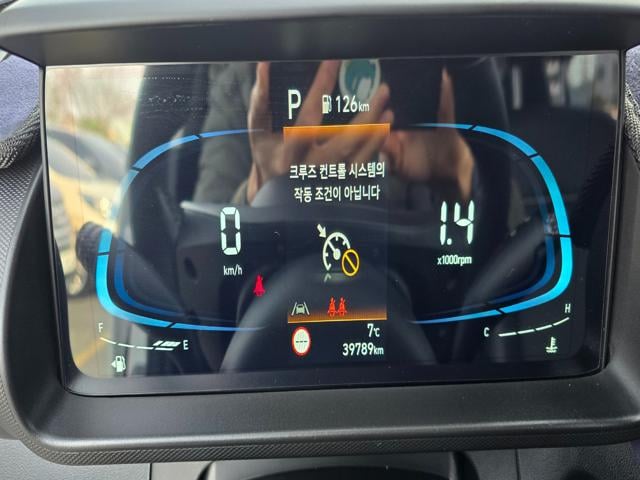 P 126km
크루즈 컨트롤 시스템의
작동 조건이 아닙니다
0
km/h
1.4
x1000rpm
F E
C H
7℃
39789km